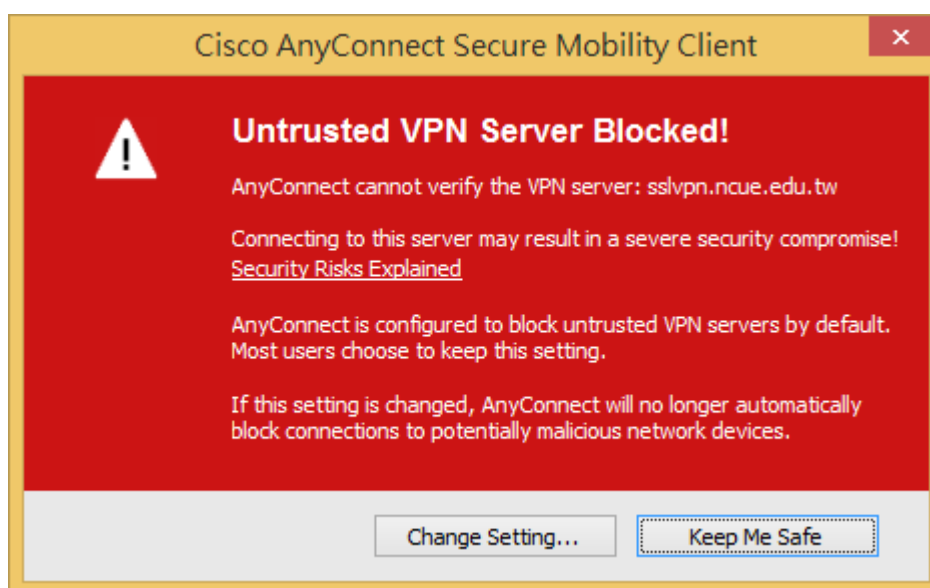 Cisco AnyConnect Secure Mobility Client
Untrusted VPN Server Blocked!
AnyConnect cannot verify the VPN server: sslvpn.ncue.edu.tw
Connecting to this server may result in a severe security compromise!
Security Risks Explained
AnyConnect is configured to block untrusted VPN servers by default.
Most users choose to keep this setting.
If this setting is changed, AnyConnect will no longer automatically
block connections to potentially malicious network devices.
Change Setting...
Keep Me Safe